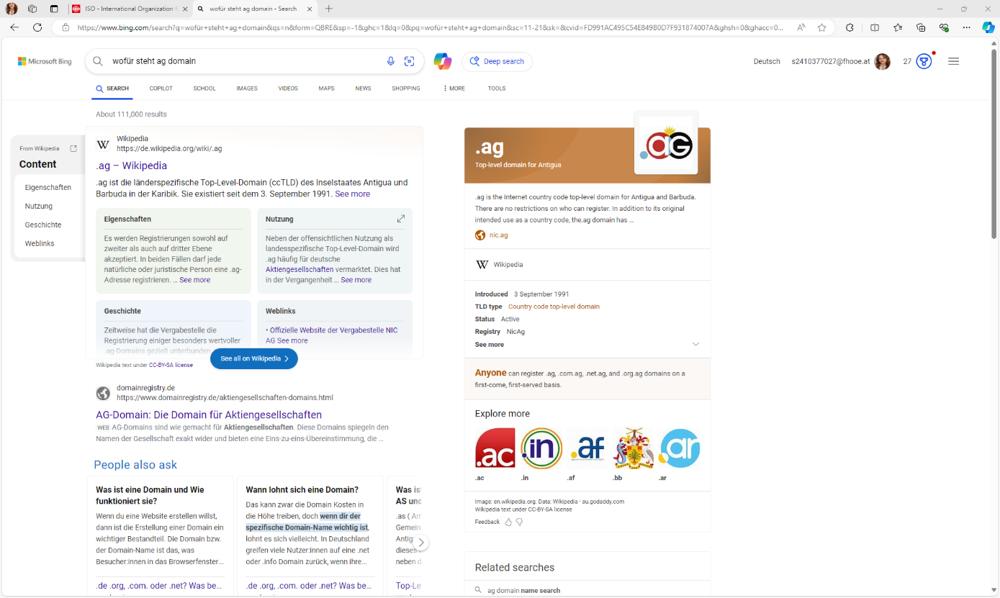 ISO - International Organization f
wofür steht ag domain - Search
https://www.bing.com/search?q=wofür+steht+ag+domain&qs=n&form=QBRE&sp=-1&ghc=1&lq=0&pq=wofür+steht+ag+domain&sc=11-21&sk=&cvid=FD991AC495C54E849B0D7F931874007A&ghsh=0&ghacc=0...
Microsoft Bing
wofür steht ag domain
Deep search
Deutsch
s2410377027@fhooe.at
27
SEARCH
COPILOT
SCHOOL
IMAGES
VIDEOS
MAPS
NEWS
SHOPPING
MORE
TOOLS
About 111,000 results
From Wikipedia
Content
Eigenschaften
Nutzung
Geschichte
Weblinks
Wikipedia
https://de.wikipedia.org/wiki/.ag
.ag – Wikipedia
.ag ist die länderspezifische Top-Level-Domain (ccTLD) des Inselstaates Antigua und
Barbuda in der Karibik. Sie existiert seit dem 3. September 1991. See more
Eigenschaften
Es werden Registrierungen sowohl auf
zweiter als auch auf dritter Ebene
akzeptiert. In beiden Fällen darf jede
natürliche oder juristische Person eine .ag-
Adresse registrieren. ... See more
Nutzung
Neben der offensichtlichen Nutzung als
landesspezifische Top-Level-Domain wird
.ag häufig für deutsche
Aktiengesellschaften vermarktet. Dies hat
in der Vergangenheit ... See more
Geschichte
Zeitweise hat die Vergabestelle die
Registrierung einiger besonders wertvoller
.ag-Domains gezielt unterbunden
Weblinks
• Offizielle Website der Vergabestelle NIC
AG See more
See all on Wikipedia
Wikipedia text under CC-BY-SA license
domainregistry.de
https://www.domainregistry.de/aktiengesellschaften-domains.html
AG-Domain: Die Domain für Aktiengesellschaften
WEB AG-Domains sind wie gemacht für Aktiengesellschaften. Diese Domains spiegeln den
Namen der Gesellschaft exakt wider und bieten eine Eins-zu-eins-Übereinstimmung, die ...
People also ask
Was ist eine Domain und Wie
funktioniert sie?
Wenn du eine Website erstellen willst,
dann ist die Erstellung einer Domain ein
wichtiger Bestandteil. Die Domain bzw.
der Domain-Name ist das, was
Besucher:innen in das Browserfenster...
.de .org, .com. oder .net? Was be...
Wann lohnt sich eine Domain?
Das kann zwar die Domain Kosten in
die Höhe treiben, doch wenn dir der
spezifische Domain-Name wichtig ist,
lohnt es sich vielleicht. In Deutschland
greifen viele Nutzer:innen auf eine .net
oder .info Domain zurück, wenn ihre...
.de .org, .com. oder .net? Was be...
Was is
AS und
.as ( Am
Gemein
Antig
dieses
neben d
Top-Le
.ag
Top-level domain for Antigua
.aG
.ag is the Internet country code top-level domain for Antigua and Barbuda.
There are no restrictions on who can register. In addition to its original
intended use as a country code, the.ag domain has ...
nic.ag
Wikipedia
Introduced 3 September 1991
TLD type Country code top-level domain
Status Active
Registry NicAg
See more
Anyone can register .ag, .com.ag, .net.ag, and .org.ag domains on a
first-come, first-served basis.
Explore more
.ac
.in
.af
.ar
.ac
.in
.af
.bb
.ar
Image: en.wikipedia.org. Data: Wikipedia · au.godaddy.com
Wikipedia text under CC-BY-SA license
Feedback
Related searches
ag domain name search